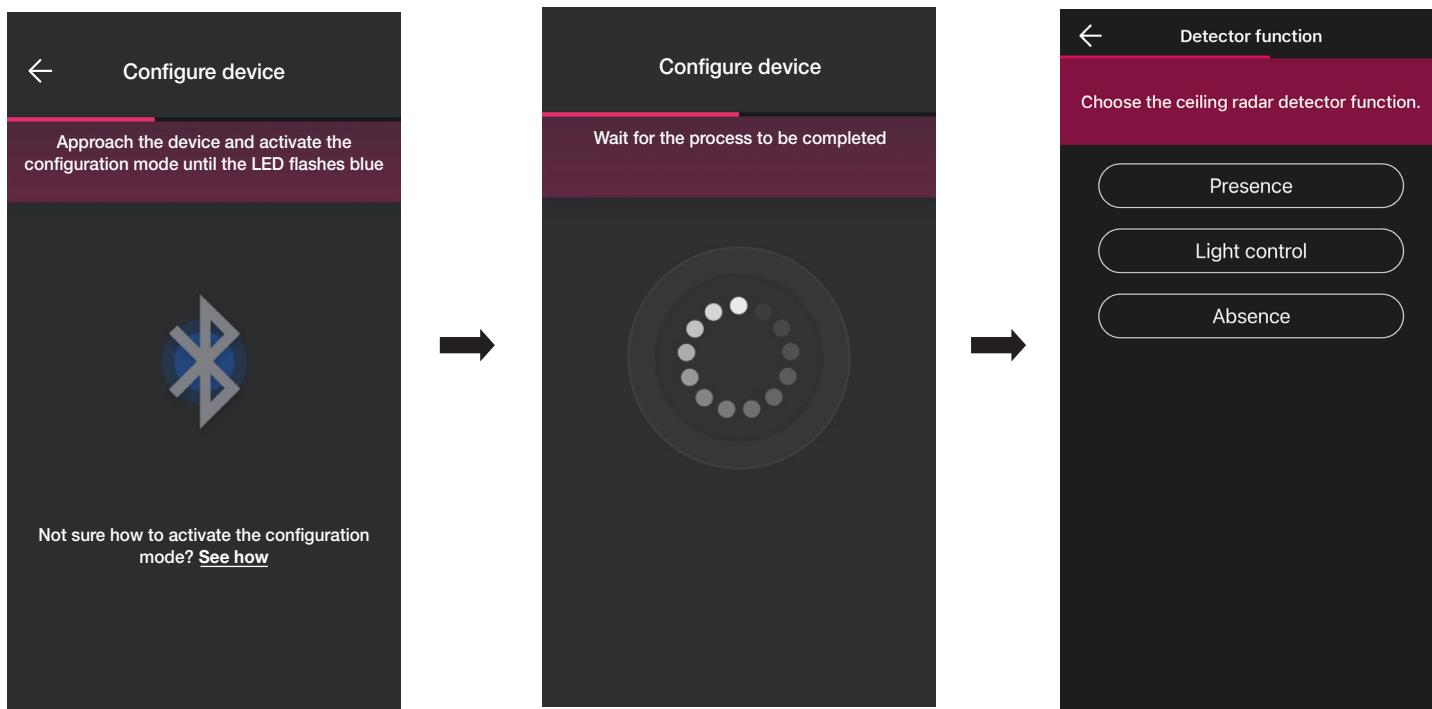 Configure device
Approach the device and activate the
configuration mode until the LED flashes blue
Not sure how to activate the configuration
mode? See how
Configure device
Wait for the process to be completed
Detector function
Choose the ceiling radar detector function.
Presence
Light control
Absence